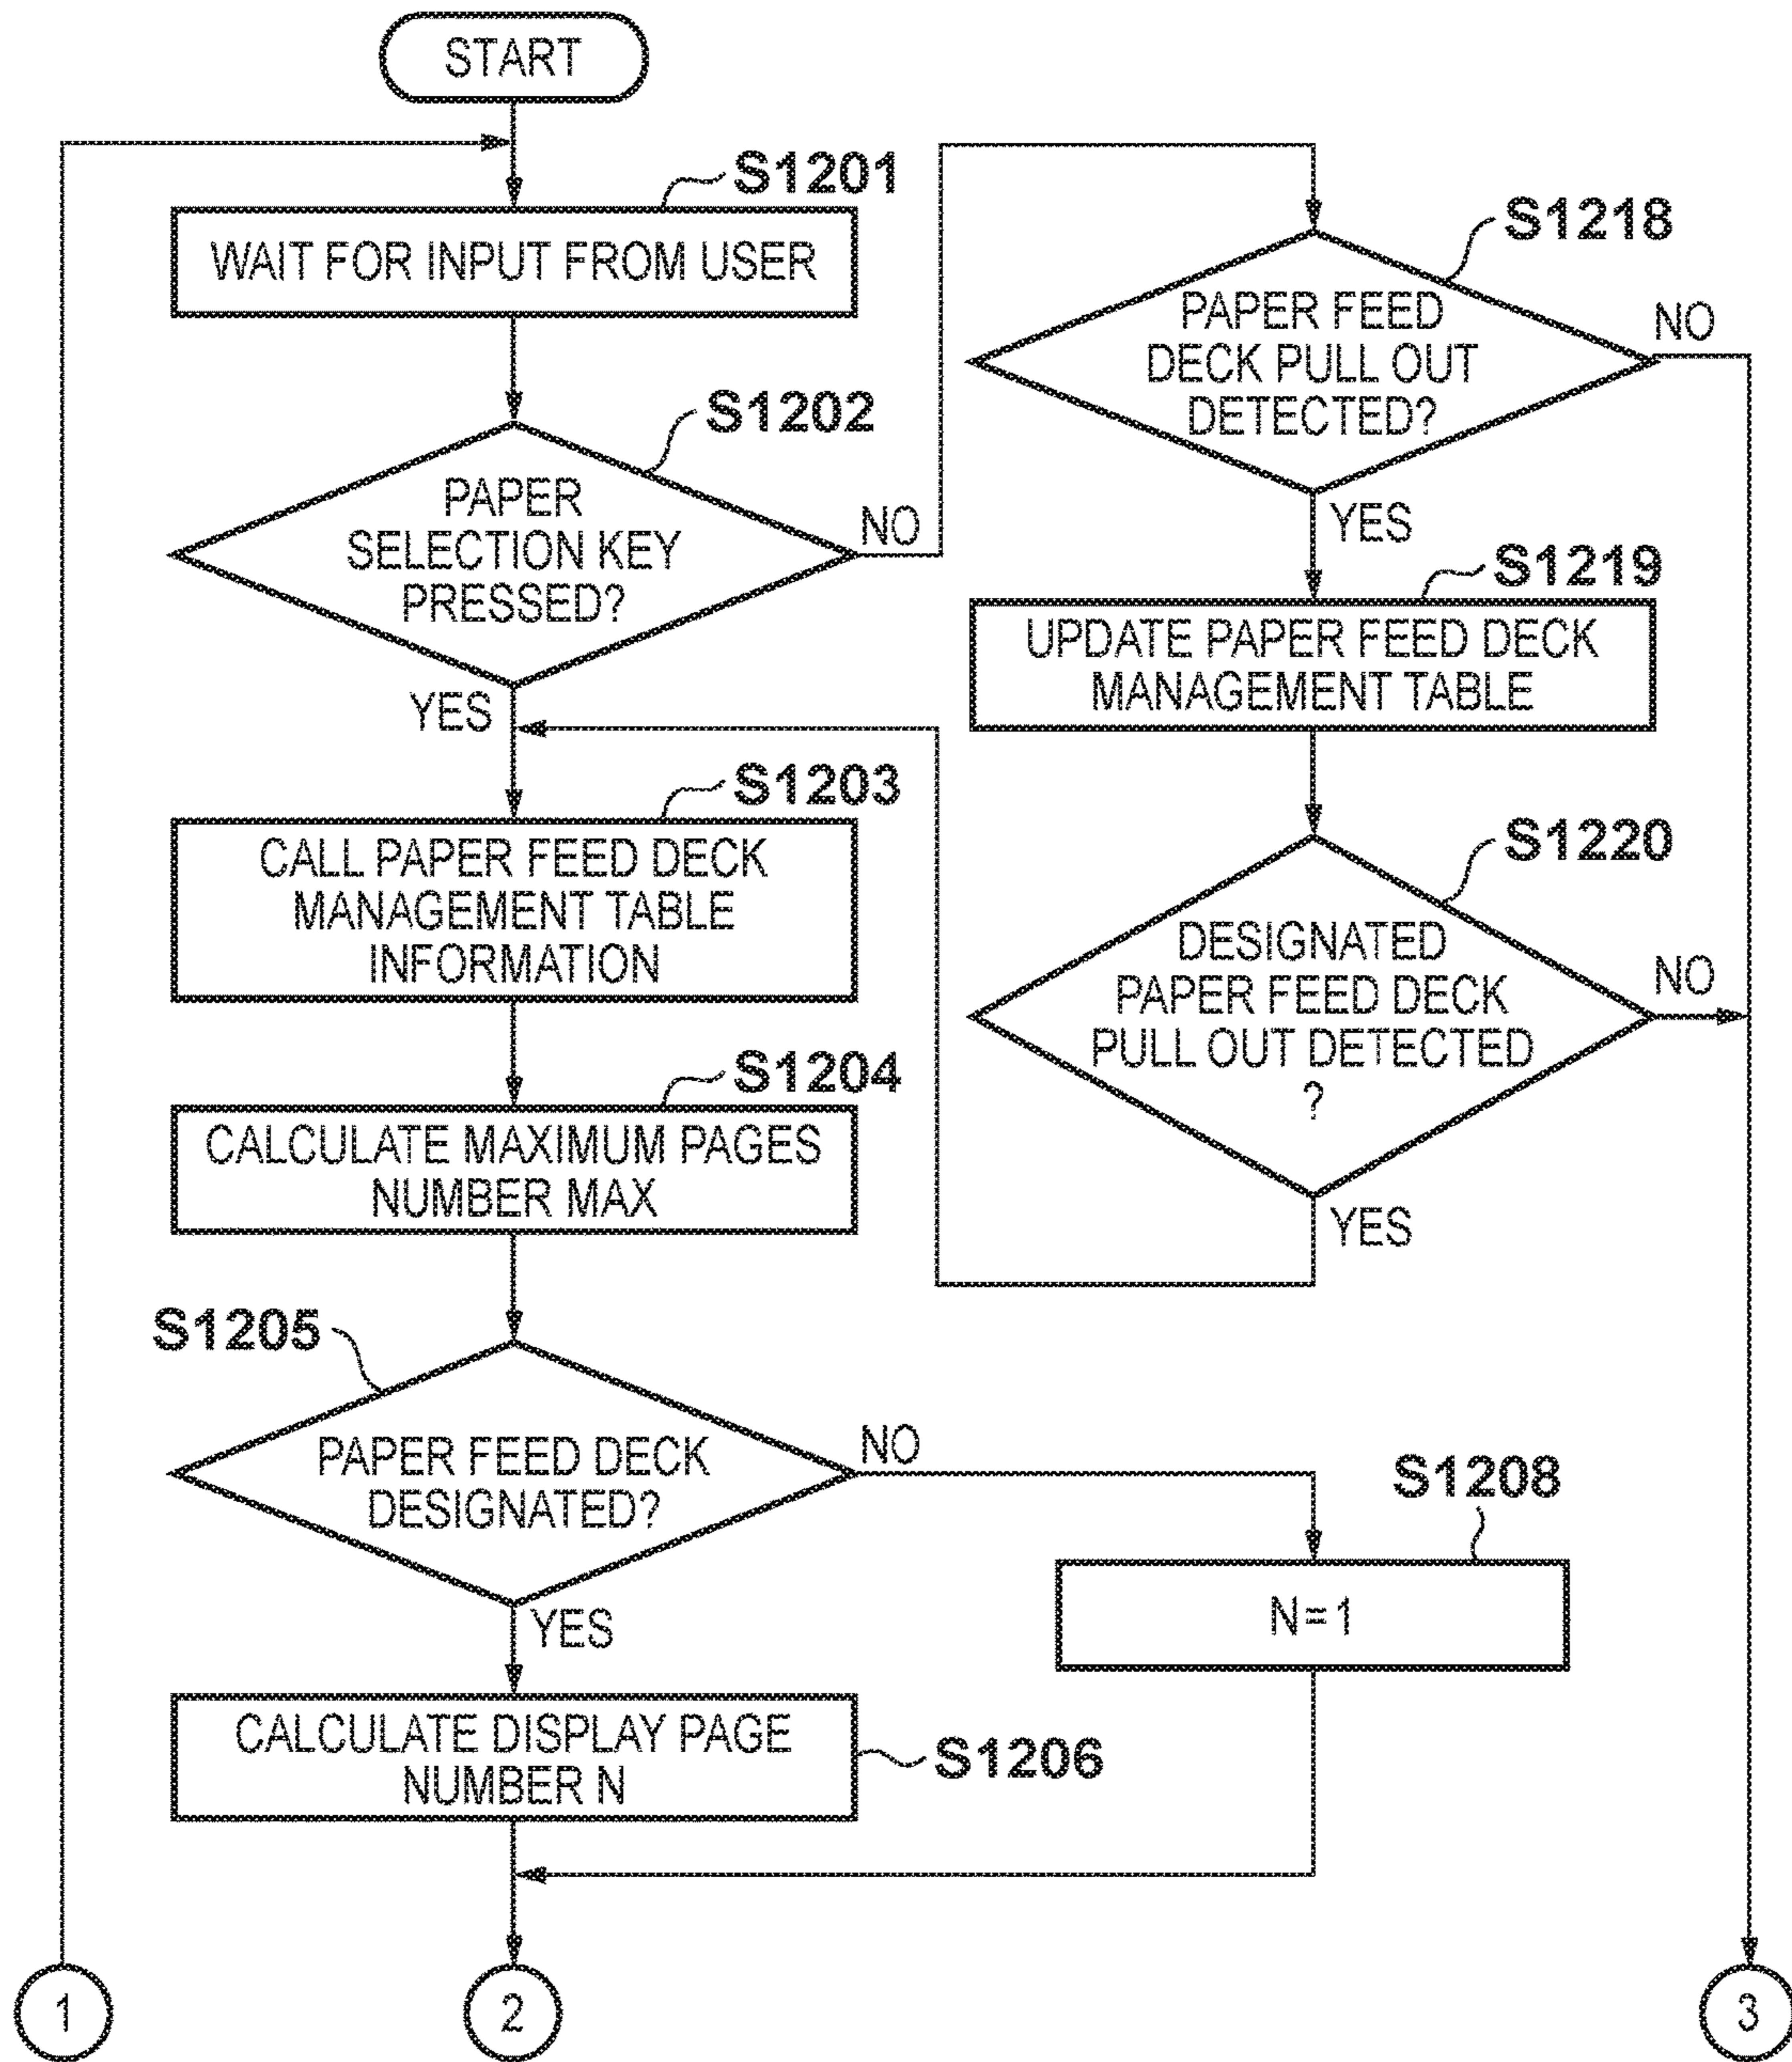 START
S1201
WAIT FOR INPUT FROM USER
S1202
PAPER
SELECTION KEY
PRESSED?
NO
YES
S1203
CALL PAPER FEED DECK
MANAGEMENT TABLE
INFORMATION
S1204
CALCULATE MAXIMUM PAGES
NUMBER MAX
S1205
PAPER FEED DECK
DESIGNATED?
NO
YES
S1206
CALCULATE DISPLAY PAGE
NUMBER N
S1208
N=1
S1218
PAPER FEED
DECK PULL OUT
DETECTED?
NO
YES
S1219
UPDATE PAPER FEED DECK
MANAGEMENT TABLE
S1220
DESIGNATED
PAPER FEED DECK
PULL OUT DETECTED
?
NO
YES
1
2
3